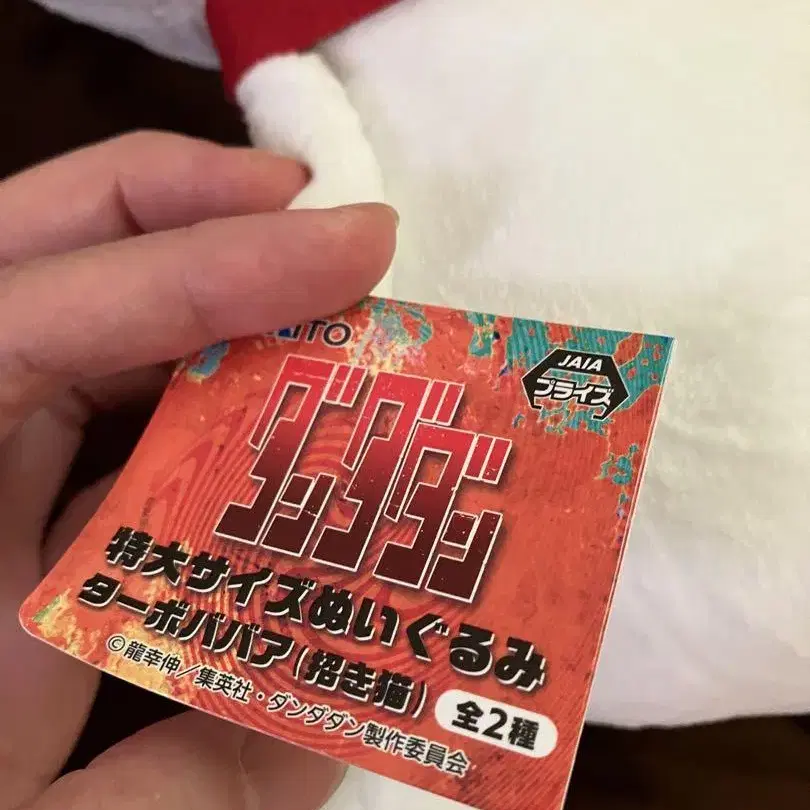 ITO
JAIA
プライズ
ダンダダン
特大サイズぬいぐるみ
ターボババア(招き猫)
全2種
©龍幸伸/集英社・ダンダダン製作委員会